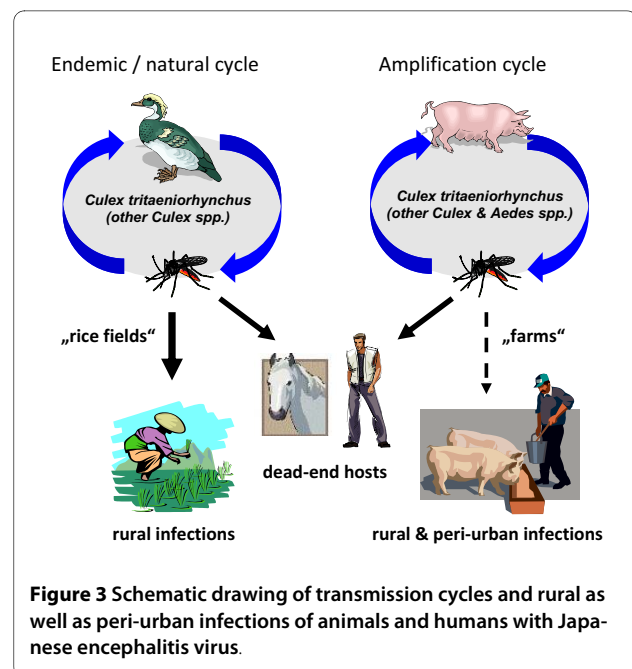 Endemic / natural cycle
Amplification cycle
Culex tritaeniorhynchus
(other Culex spp.)
Culex tritaeniorhynchus
(other Culex & Aedes spp.)
„rice fields“
„farms“
dead-end hosts
rural infections
rural & peri-urban infections
Figure 3 Schematic drawing of transmission cycles and rural as
well as peri-urban infections of animals and humans with Japa-
nese encephalitis virus.